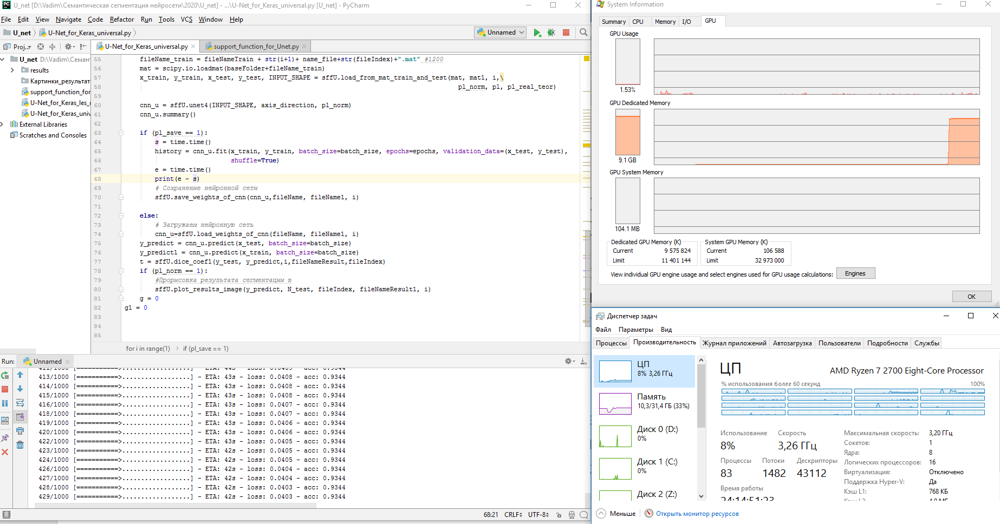 U_net [D:\Vadim\Семантическая сегментация нейросети\2020\U_net] - ...\U-Net_for_Keras_universal.py [U_net] - PyCharm
File Edit View Navigate Code Refactor Run Tools VCS Window Help
U_net U-Net_for_Keras_universal.py
Unnamed
Proj..
U-Net_for_Keras_universal.py
support_function_for_Unet.py
U_net D:\Vadim\Семант
results
Картинки_результат
support_function_for
U-Net_for_Keras_les_
U-Net_for_Keras_univ
External Libraries
Scratches and Consoles
55 fileName_train = fileNameTrain + str(i+1)+ name_file+str(fileIndex)+".mat" #1200
56 mat = scipy.io.loadmat(baseFolder+fileName_train)
57 x_train, y_train, x_test, y_test, INPUT_SHAPE = sffU.load_from_mat_train_and_test(mat, mat1, i,\
58 pl_norm, pl, pl_real_teor)
59
60 cnn_u = sffU.unet4(INPUT_SHAPE, axis_direction, pl_norm)
61 cnn_u.summary()
62
63 if (pl_save == 1):
64 s = time.time()
65 history = cnn_u.fit(x_train, y_train, batch_size=batch_size, epochs=epochs, validation_data=(x_test, y_test),
66 shuffle=True)
67 e = time.time()
68 print(e - s)
69 # Сохранение нейронной сети
70 sffU.save_weights_of_cnn(cnn_u,fileName, fileName1, i)
71
72 else:
73 # Загружаем нейронную сеть
74 cnn_u=sffU.load_weights_of_cnn(fileName, fileName1, i)
75 y_predict = cnn_u.predict(x_test, batch_size=batch_size)
76 y_predict1 = cnn_u.predict(x_train, batch_size=batch_size)
77 t = sffU.dice_coef1(y_test, y_predict,i,fileNameResult,fileIndex)
78 if (pl_norm == 1):
79 #Прорисовка результата сегментации в
80 sffU.plot_results_image(y_predict, N_test, fileIndex, fileNameResult1, i)
81 g = 0
82 g1 = 0
83
84
85
for i in range(1) if (pl_save == 1)
Run: Unnamed
411/1000 [===========>..................] - ETA: 44s - loss: 0.0409 - acc: 0.9344
413/1000 [===========>..................] - ETA: 43s - loss: 0.0408 - acc: 0.9344
414/1000 [===========>..................] - ETA: 43s - loss: 0.0408 - acc: 0.9344
415/1000 [===========>..................] - ETA: 43s - loss: 0.0408 - acc: 0.9344
416/1000 [===========>..................] - ETA: 43s - loss: 0.0407 - acc: 0.9344
418/1000 [===========>..................] - ETA: 43s - loss: 0.0407 - acc: 0.9344
419/1000 [===========>..................] - ETA: 43s - loss: 0.0406 - acc: 0.9344
420/1000 [===========>..................] - ETA: 43s - loss: 0.0406 - acc: 0.9344
422/1000 [===========>..................] - ETA: 43s - loss: 0.0405 - acc: 0.9344
423/1000 [===========>..................] - ETA: 42s - loss: 0.0405 - acc: 0.9344
424/1000 [===========>..................] - ETA: 42s - loss: 0.0405 - acc: 0.9344
426/1000 [===========>..................] - ETA: 42s - loss: 0.0404 - acc: 0.9344
427/1000 [===========>..................] - ETA: 42s - loss: 0.0404 - acc: 0.9344
428/1000 [===========>..................] - ETA: 42s - loss: 0.0403 - acc: 0.9344
429/1000 [===========>..................] - ETA: 42s - loss: 0.0403 - acc: 0.9344
68:21 CRLF UTF-8
System Information
Summary CPU Memory I/O GPU
GPU Usage
1.53%
GPU Dedicated Memory
9.1 GB
GPU System Memory
104.1 MB
Dedicated GPU Memory (K)
Current 9 575 824
Limit 11 401 144
System GPU Memory (K)
Current 106 588
Limit 32 973 000
View individual GPU engine usage and select engines used for GPU usage calculations:
Engines
OK
Диспетчер задач
Файл Параметры Вид
Процессы Производительность Журнал приложений Автозагрузка Пользователи Подробности Службы
ЦП
8% 3,26 ГГц
Память
10,3/31,4 ГБ (33%)
Диск 0 (D:)
0%
Диск 1 (C:)
0%
Диск 2 (Z:)
ЦП AMD Ryzen 7 2700 Eight-Core Processor
% использования более 60 секунд 100%
Использование Скорость
8% 3,26 ГГц
Процессы Потоки Дескрипторы
83 1482 43112
Время работы
24:14:51:23
Максимальная скорость: 3,20 ГГц
Сокетов: 1
Ядра: 8
Логических процессоров: 16
Виртуализация: Отключено
Поддержка Hyper-V: Да
Кэш L1: 768 КБ
Кэш L2: 4,0 МБ
Меньше Открыть монитор ресурсов